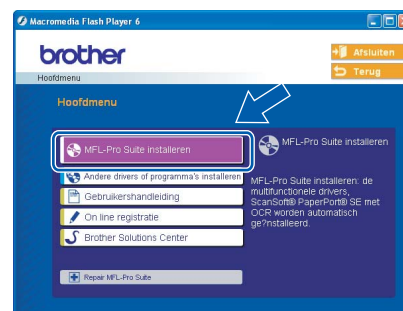 Macromedia Flash Player 6
brother
Afsluiten
Terug
Hoofdmenu
Hoofdmenu
MFL-Pro Suite installeren
Andere drivers of programma's installeren
Gebruikershandleiding
On line registratie
Brother Solutions Center
Repair MFL-Pro Suite
MFL-Pro Suite installeren
MFL-Pro Suite installeren: de
multifunctionele drivers,
ScanSoft® PaperPort® SE met
OCR worden automatisch
ge?nstalleerd.